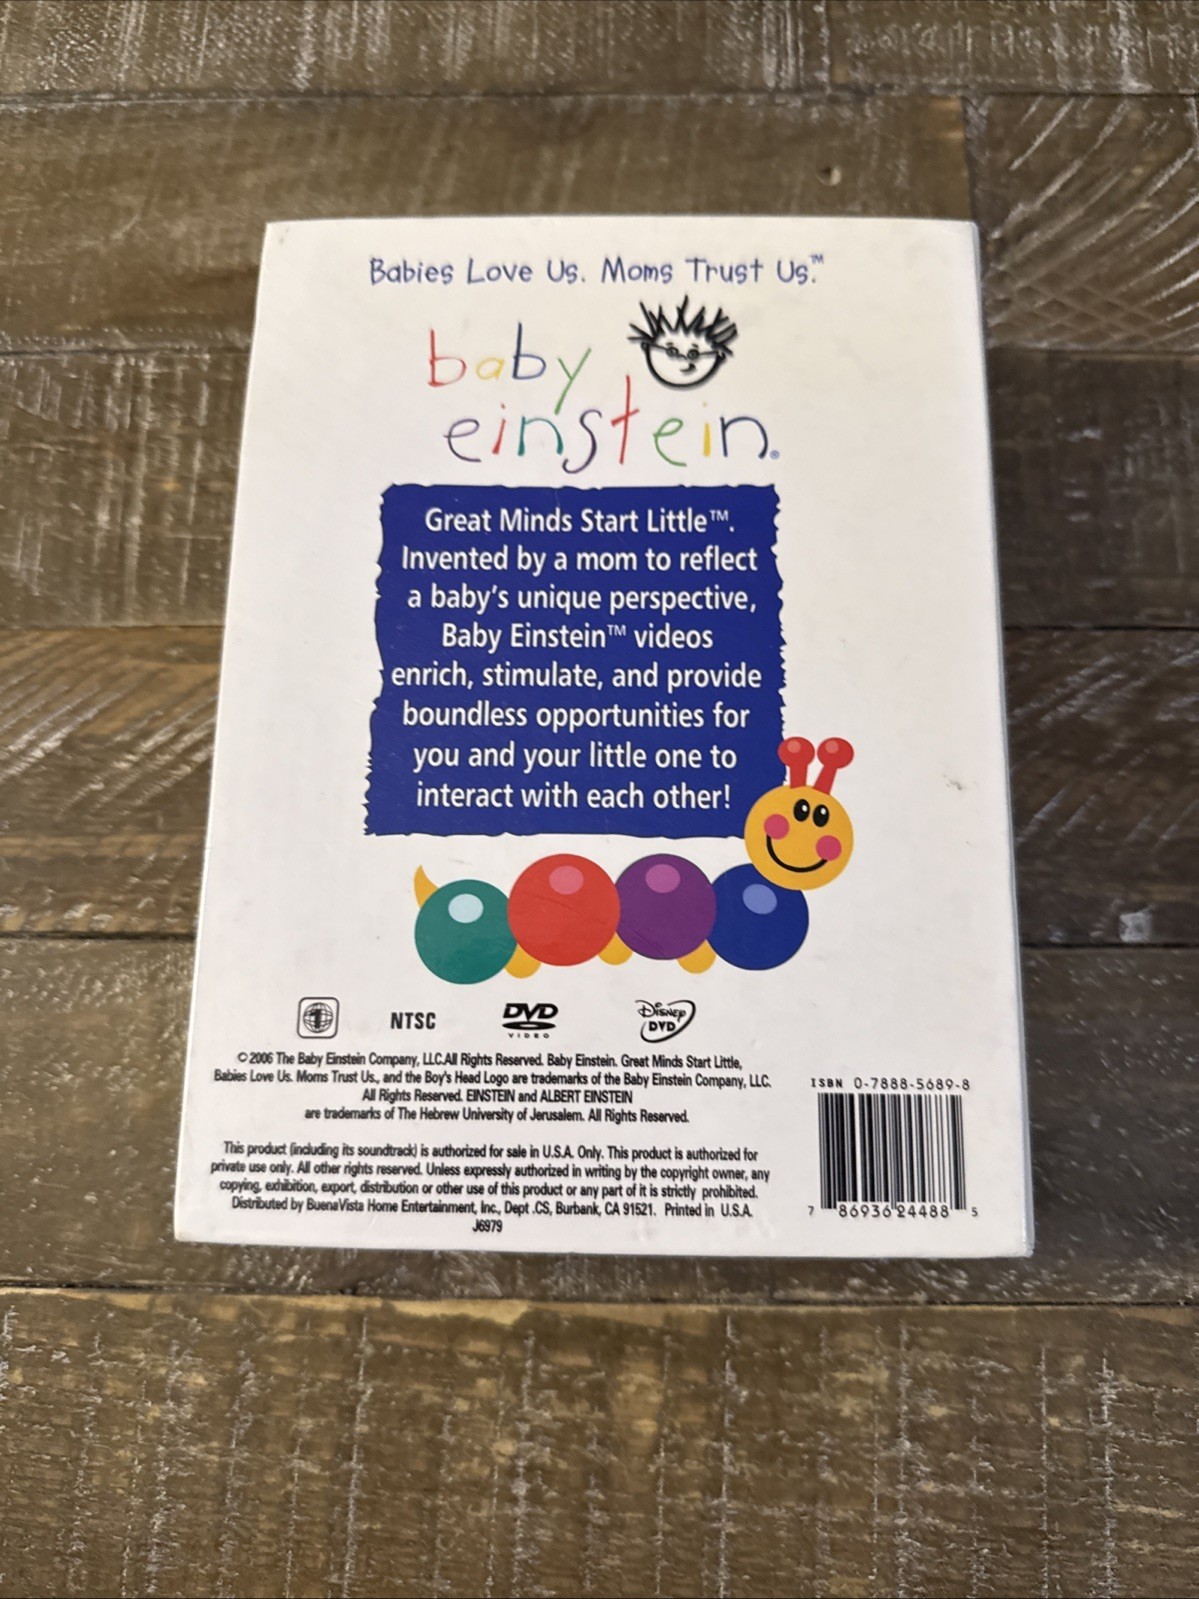 Babies Love Us. Moms Trust Us.™
baby
einstein®
Great Minds Start Little™.
Invented by a mom to reflect
a baby's unique perspective,
Baby Einstein™ videos
enrich, stimulate, and provide
boundless opportunities for
you and your little one to
interact with each other!
1 NTSC DVD VIDEO Disney DVD
© 2006 The Baby Einstein Company, LLC.All Rights Reserved. Baby Einstein. Great Minds Start Little,
Babies Love Us. Moms Trust Us., and the Boy's Head Logo are trademarks of the Baby Einstein Company, LLC.
All Rights Reserved. EINSTEIN and ALBERT EINSTEIN
are trademarks of The Hebrew University of Jerusalem. All Rights Reserved.
This product (including its soundtrack) is authorized for sale in U.S.A. Only. This product is authorized for
private use only. All other rights reserved. Unless expressly authorized in writing by the copyright owner, any
copying, exhibition, export, distribution or other use of this product or any part of it is strictly prohibited.
Distributed by BuenaVista Home Entertainment, Inc., Dept .CS, Burbank, CA 91521. Printed in U.S.A.
J6979
ISBN 0-7888-5689-8
7 86936 24488 5